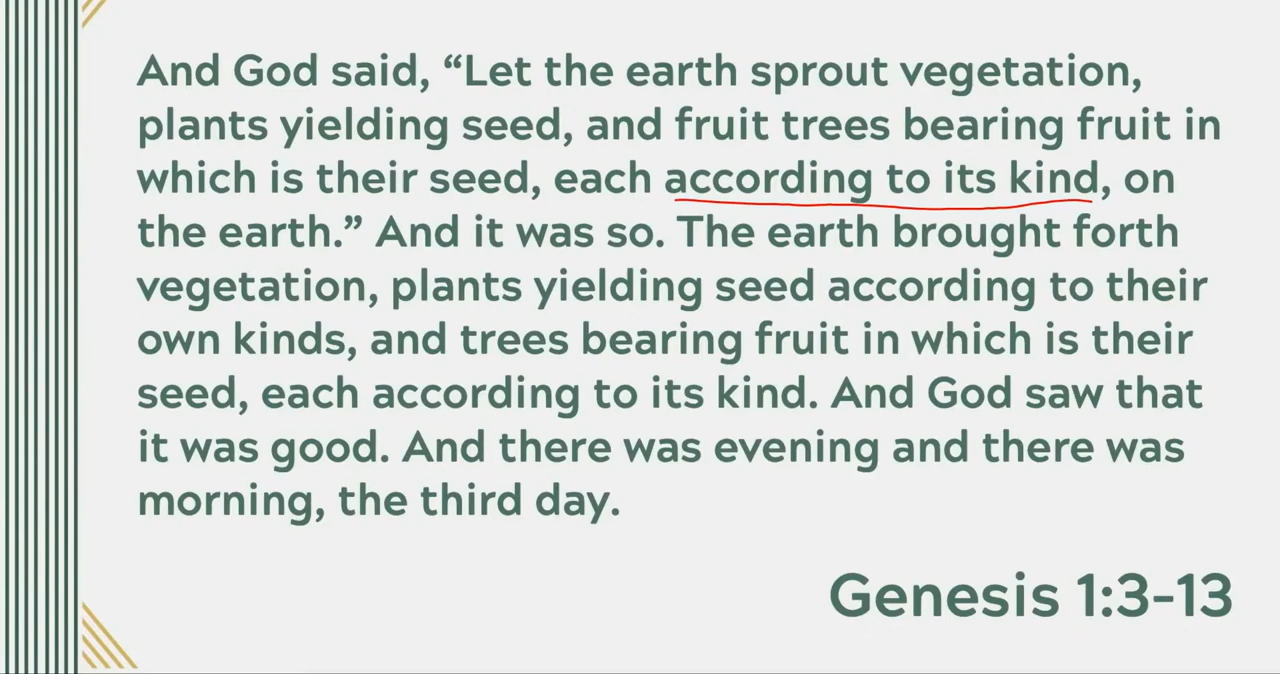 And God said, “Let the earth sprout vegetation,
plants yielding seed, and fruit trees bearing fruit in
which is their seed, each according to its kind, on
the earth.” And it was so. The earth brought forth
vegetation, plants yielding seed according to their
own kinds, and trees bearing fruit in which is their
seed, each according to its kind. And God saw that
it was good. And there was evening and there was
morning, the third day.
Genesis 1:3-13